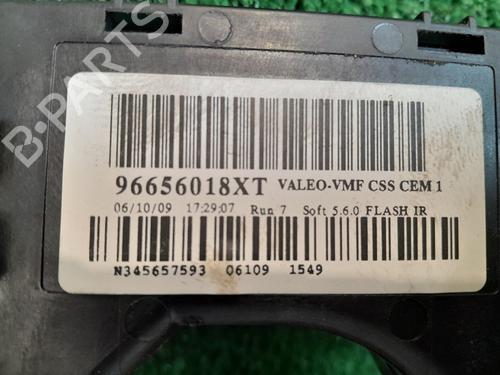 B-PARTS
96656018XT VALEO-VMF CSS CEM 1
06/10/09 17:29:07 Run 7 Soft 5.6.0 FLASH IR
N345657593 06109 1549